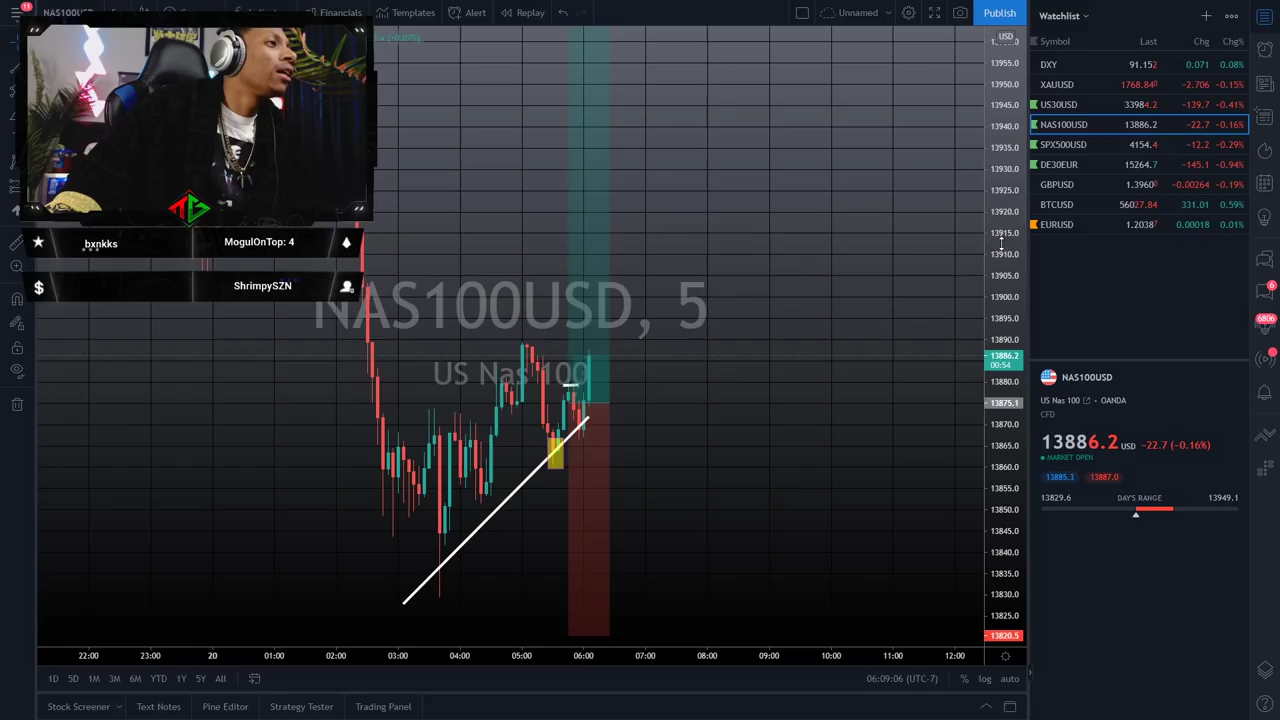 11
NAS
Financials
Templates
Alert
Replay
Unnamed
Publish
Watchlist
USD
Symbol Last Chg Chg%
DXY 91.152 0.071 0.08%
XAUUSD 1768.840 −2.706 −0.15%
US30USD 33984.2 −139.7 −0.41%
NAS100USD 13886.2 −22.7 −0.16%
SPX500USD 4154.4 −12.2 −0.29%
DE30EUR 15264.7 −145.1 −0.94%
GBPUSD 1.39600 −0.00264 −0.19%
BTCUSD 56027.84 331.01 0.59%
EURUSD 1.20387 0.00018 0.01%
bxnkks
MogulOnTop: 4
ShrimpySZN
NAS100USD, 5
US Nas 100
13955.0
13950.0
13945.0
13940.0
13935.0
13930.0
13925.0
13920.0
13915.0
13910.0
13905.0
13900.0
13895.0
13890.0
13886.2
00:54
13880.0
13875.1
13870.0
13865.0
13860.0
13855.0
13850.0
13845.0
13840.0
13835.0
13830.0
13825.0
13820.5
6
6806
NAS100USD
US Nas 100 • OANDA
CFD
13886.2 USD −22.7 (−0.16%)
MARKET OPEN
13885.3 13887.0
13829.6 DAY'S RANGE 13949.1
22:00 23:00 20 01:00 02:00 03:00 04:00 05:00 06:00 07:00 08:00 09:00 10:00 11:00 12:00
1D 5D 1M 3M 6M YTD 1Y 5Y All
06:09:06 (UTC-7) % log auto
Stock Screener Text Notes Pine Editor Strategy Tester Trading Panel